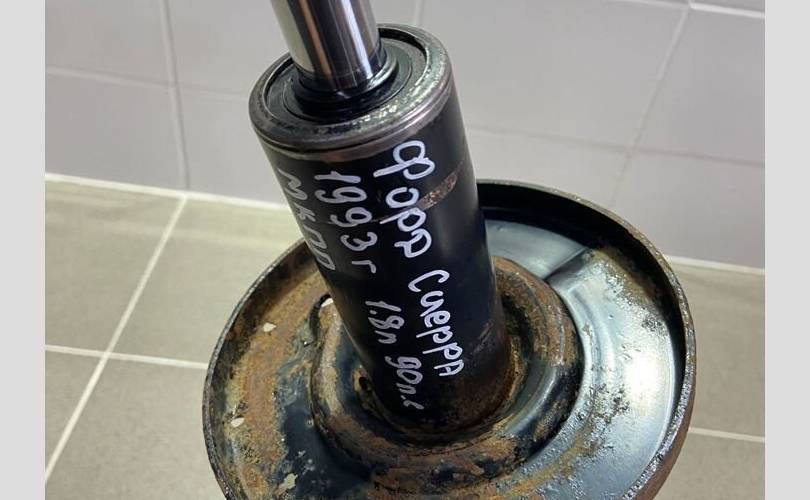 Форд Сиерра
1993г 1.8л 90л.с
мкпп